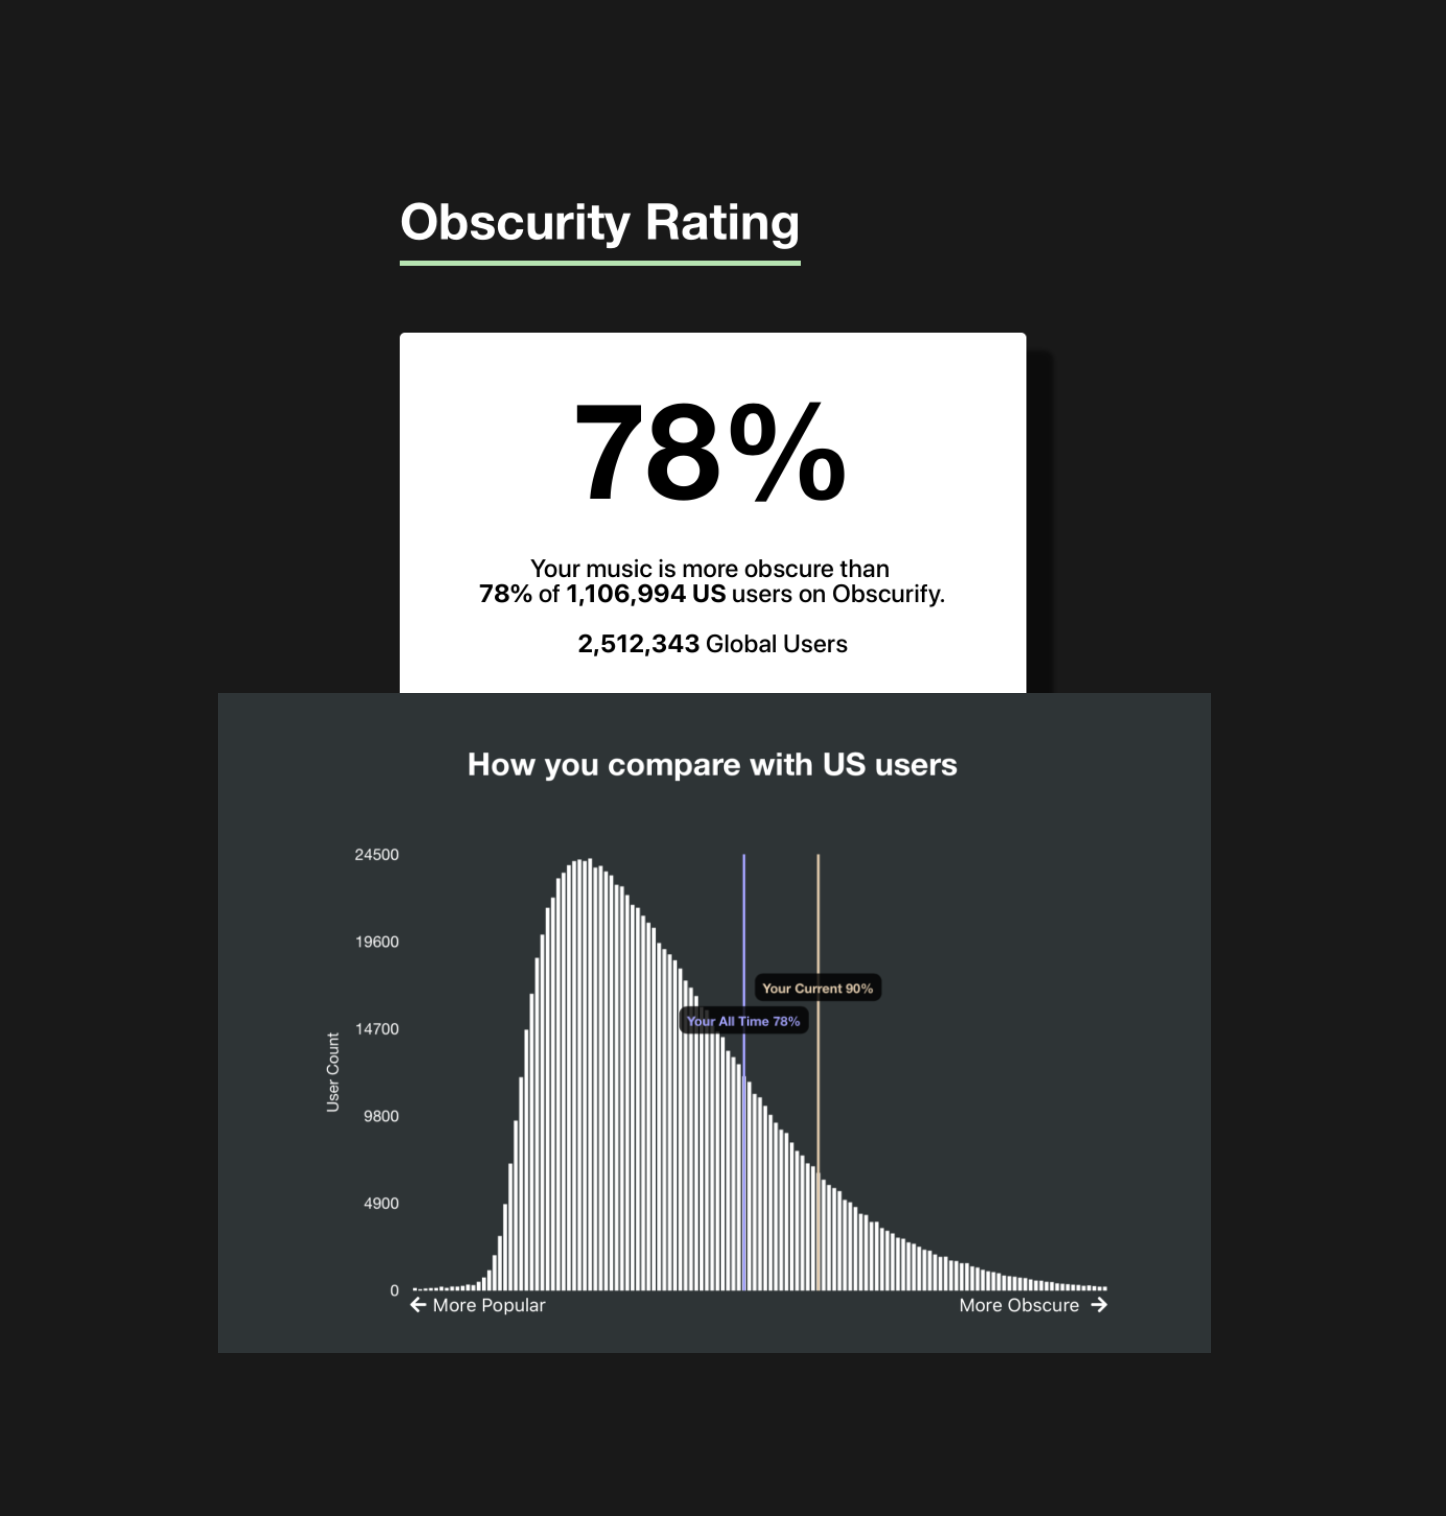 Obscurity Rating
78%
Your music is more obscure than
78% of 1,106,994 US users on Obscurify.
2,512,343 Global Users
How you compare with US users
24500
19600
14700
9800
4900
0
User Count
Your Current 90%
Your All Time 78%
← More Popular
More Obscure →